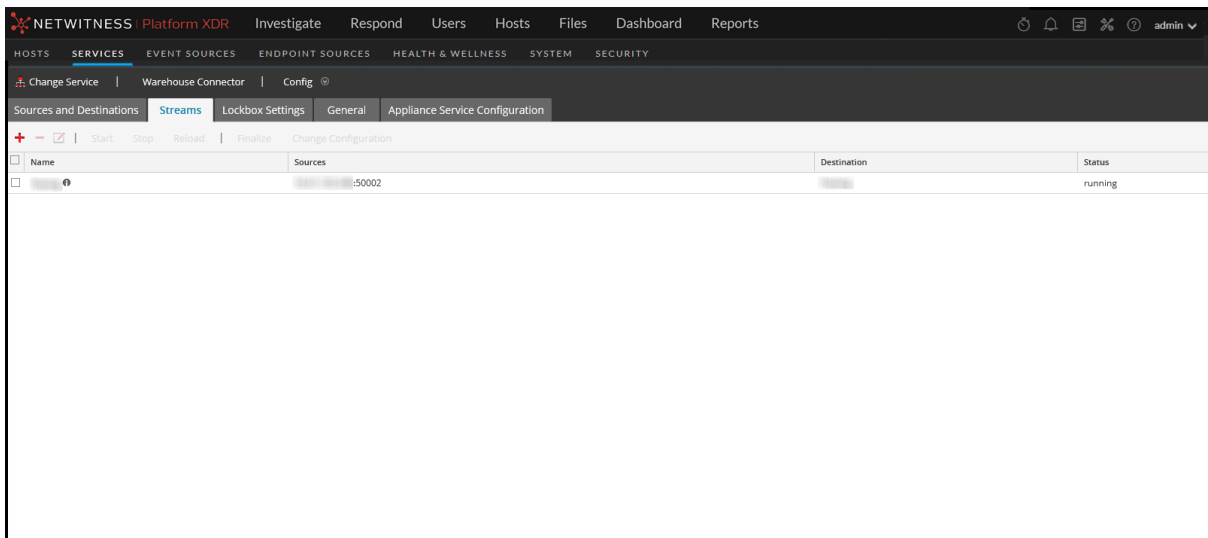 NETWITNESS | Platform XDR Investigate Respond Users Hosts Files Dashboard Reports admin
HOSTS SERVICES EVENT SOURCES ENDPOINT SOURCES HEALTH & WELLNESS SYSTEM SECURITY
Change Service | Warehouse Connector | Config
Sources and Destinations Streams Lockbox Settings General Appliance Service Configuration
Start Stop Reload | Finalize Change Configuration
Name Sources Destination Status
:50002 running